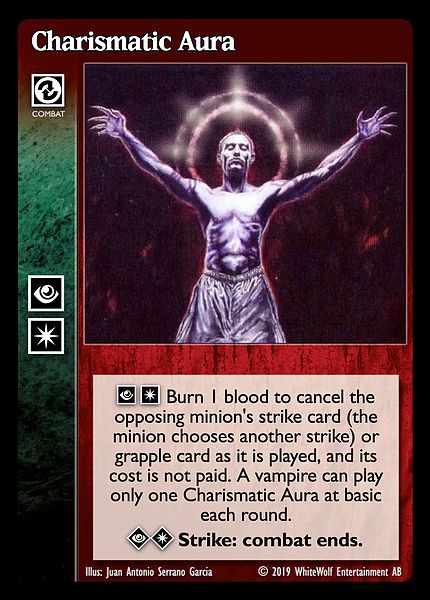 Charismatic Aura
COMBAT
Burn 1 blood to cancel the
opposing minion's strike card (the
minion chooses another strike) or
grapple card as it is played, and its
cost is not paid. A vampire can play
only one Charismatic Aura at basic
each round.
Strike: combat ends.
Illus: Juan Antonio Serrano Garcia © 2019 WhiteWolf Entertainment AB